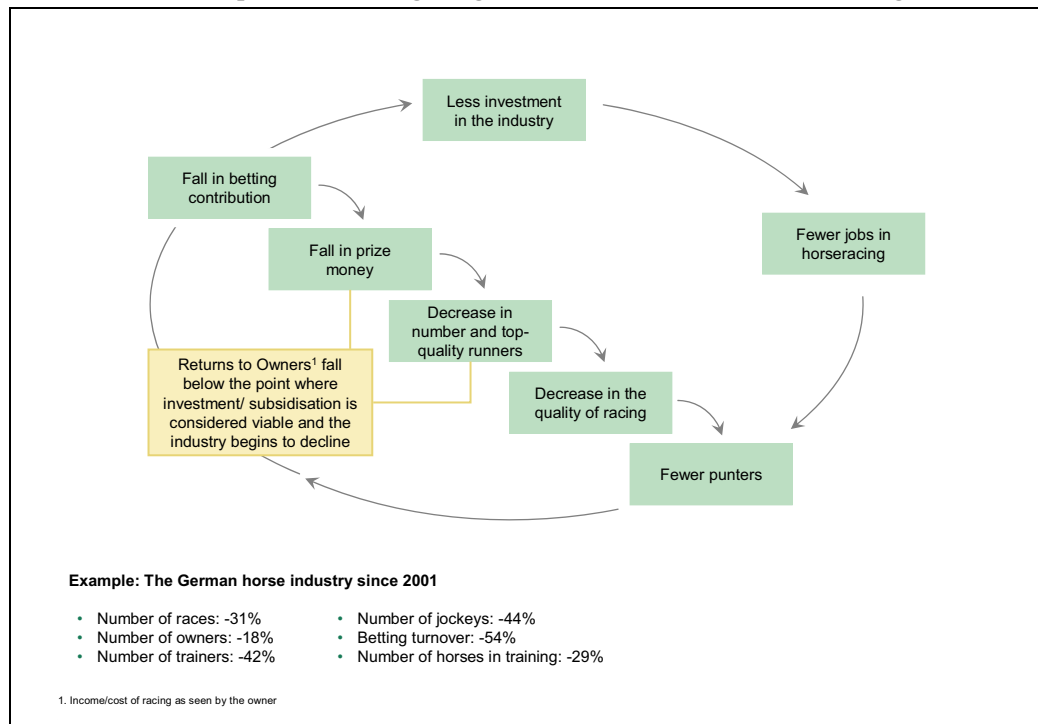 Less investment
in the industry
Fall in betting
contribution
Fewer jobs in
horseracing
Fall in prize
money
Decrease in
number and top-
quality runners
Returns to Owners¹ fall
below the point where
investment/ subsidisation is
considered viable and the
industry begins to decline
Decrease in the
quality of racing
Fewer punters
Example: The German horse industry since 2001
• Number of races: -31%
• Number of owners: -18%
• Number of trainers: -42%
• Number of jockeys: -44%
• Betting turnover: -54%
• Number of horses in training: -29%
1. Income/cost of racing as seen by the owner